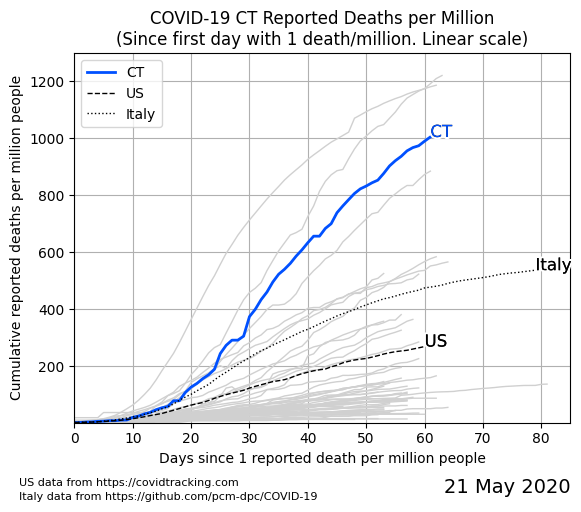 COVID-19 CT Reported Deaths per Million
(Since first day with 1 death/million. Linear scale)
Cumulative reported deaths per million people
1200
1000
800
600
400
200
CT
US
Italy
CT
Italy
US
0 10 20 30 40 50 60 70 80
Days since 1 reported death per million people
US data from https://covidtracking.com
Italy data from https://github.com/pcm-dpc/COVID-19
21 May 2020